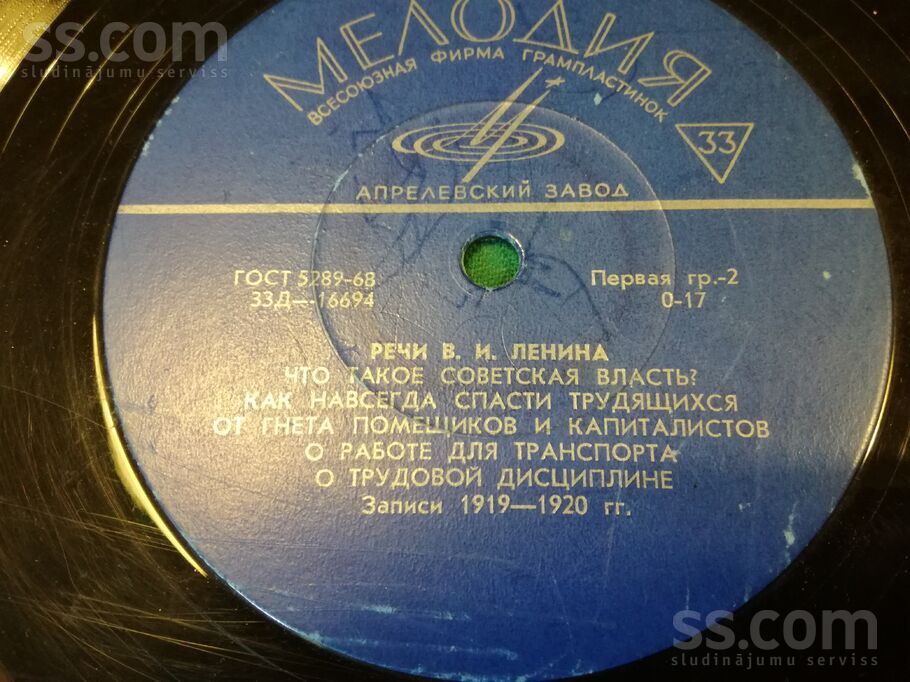 ss.com
sludinājumu serviss
МЕЛОДИЯ
ВСЕСОЮЗНАЯ ФИРМА ГРАМПЛАСТИНОК
33
АПРЕЛЕВСКИЙ ЗАВОД
ГОСТ 5289-68
Первая гр.-2
33Д—16694
0-17
РЕЧИ В. И. ЛЕНИНА
ЧТО ТАКОЕ СОВЕТСКАЯ ВЛАСТЬ?
КАК НАВСЕГДА СПАСТИ ТРУДЯЩИХСЯ
ОТ ГНЕТА ПОМЕЩИКОВ И КАПИТАЛИСТОВ
О РАБОТЕ ДЛЯ ТРАНСПОРТА
О ТРУДОВОЙ ДИСЦИПЛИНЕ
Записи 1919—1920 гг.
ss.com
sludinājumu serviss